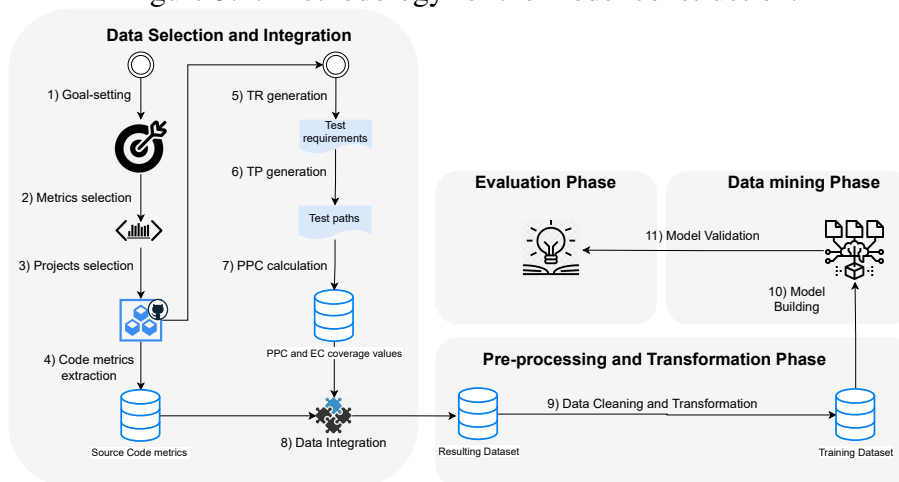 Data Selection and Integration
1) Goal-setting
2) Metrics selection
3) Projects selection
4) Code metrics
extraction
Source Code metrics
5) TR generation
Test
requirements
6) TP generation
Test paths
7) PPC calculation
PPC and EC coverage values
8) Data Integration
Evaluation Phase
Data mining Phase
11) Model Validation
10) Model
Building
Pre-processing and Transformation Phase
9) Data Cleaning and Transformation
Resulting Dataset
Training Dataset